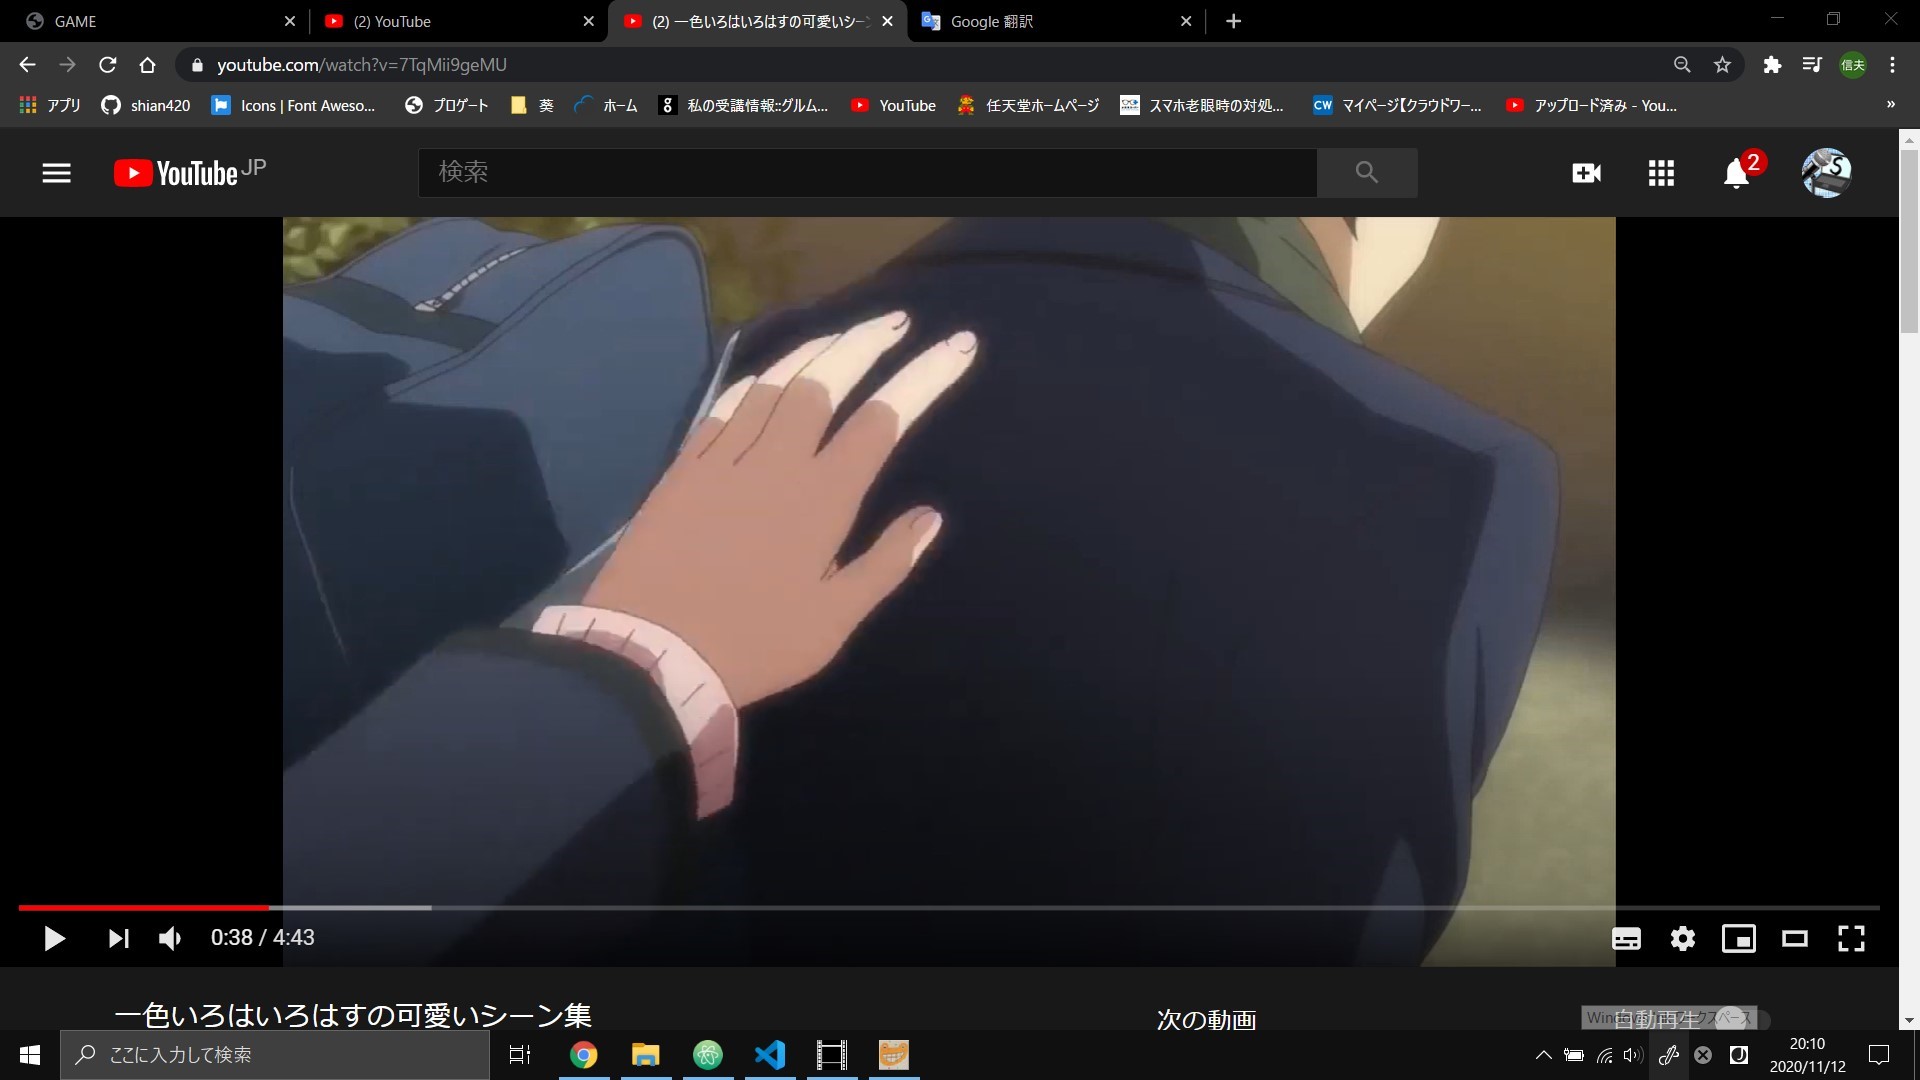 GAME
(2) YouTube
(2) 一色いろはいろはすの可愛いシー
Google 翻訳
youtube.com/watch?v=7TqMii9geMU
信夫
アプリ
shian420
Icons | Font Aweso...
プロゲート
葵
ホーム
g
私の受講情報::グルム...
YouTube
任天堂ホームページ
スマホ老眼時の対処...
CW
マイページ【クラウドワー...
アップロード済み - You...
»
YouTube JP
検索
2
S
0:38 / 4:43
一色いろはいろはすの可愛いシーン集
次の動画
自動再生
ここに入力して検索
20:10
2020/11/12